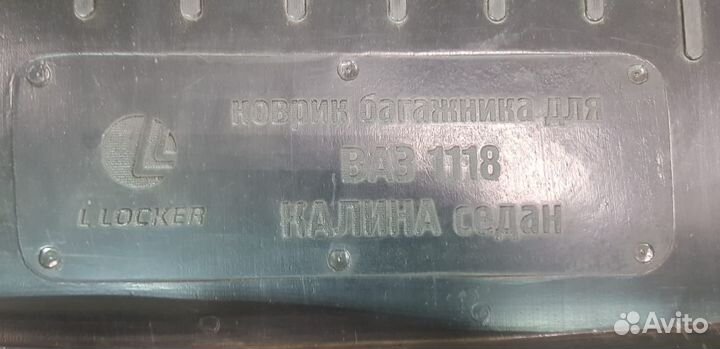 коврик багажника для
ВАЗ 1118
КАЛИНА седан
L LOCKER
Avito